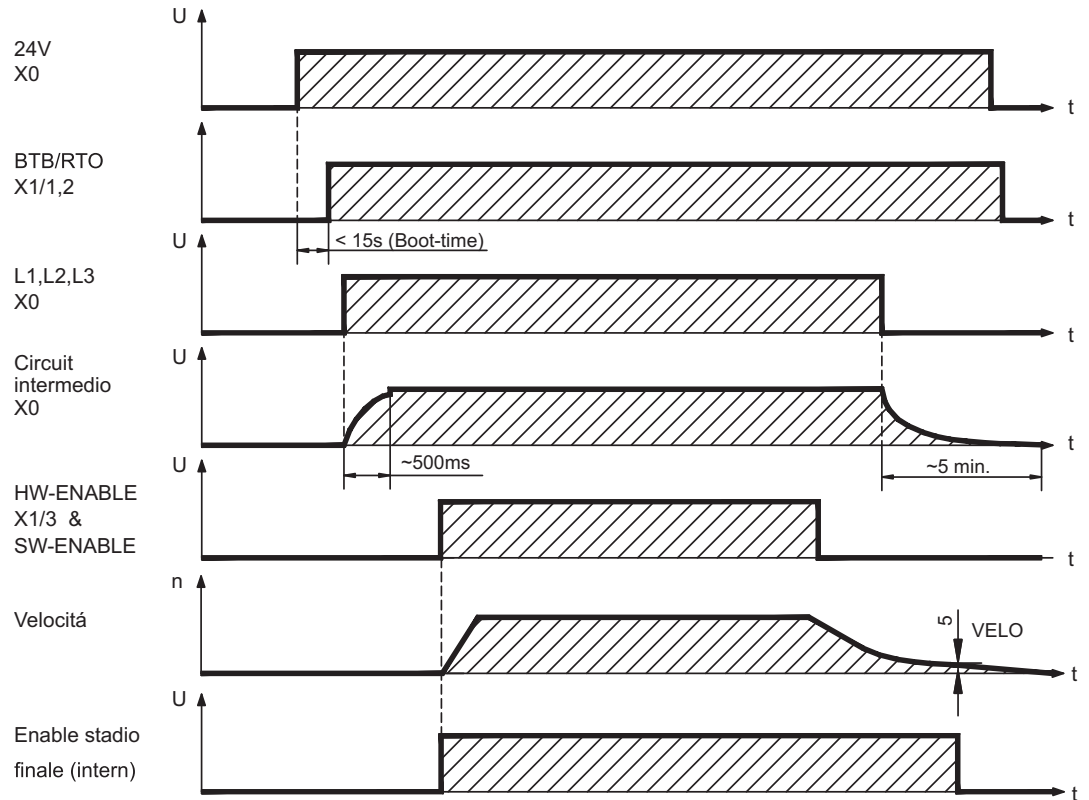 U
24V
X0
t
BTB/RTO
X1/1,2
t
< 15s (Boot-time)
U
L1,L2,L3
X0
t
U
Circuit
intermedio
X0
t
~500ms
~5 min.
U
HW-ENABLE
X1/3 &
SW-ENABLE
t
n
Velocitá
5
VELO
t
U
Enable stadio
finale (intern)
t